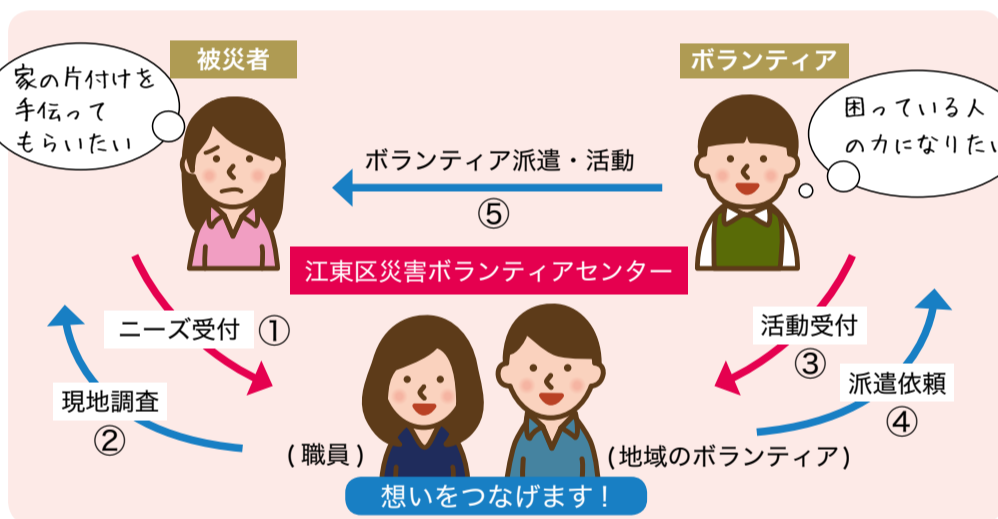 被災者
ボランティア
家の片付けを
手伝って
もらいたい
困っている人
の力になりたい
ボランティア派遣・活動
⑤
江東区災害ボランティアセンター
ニーズ受付 ①
活動受付
③
現地調査
②
派遣依頼
④
(職員)
(地域のボランティア)
想いをつなげます！